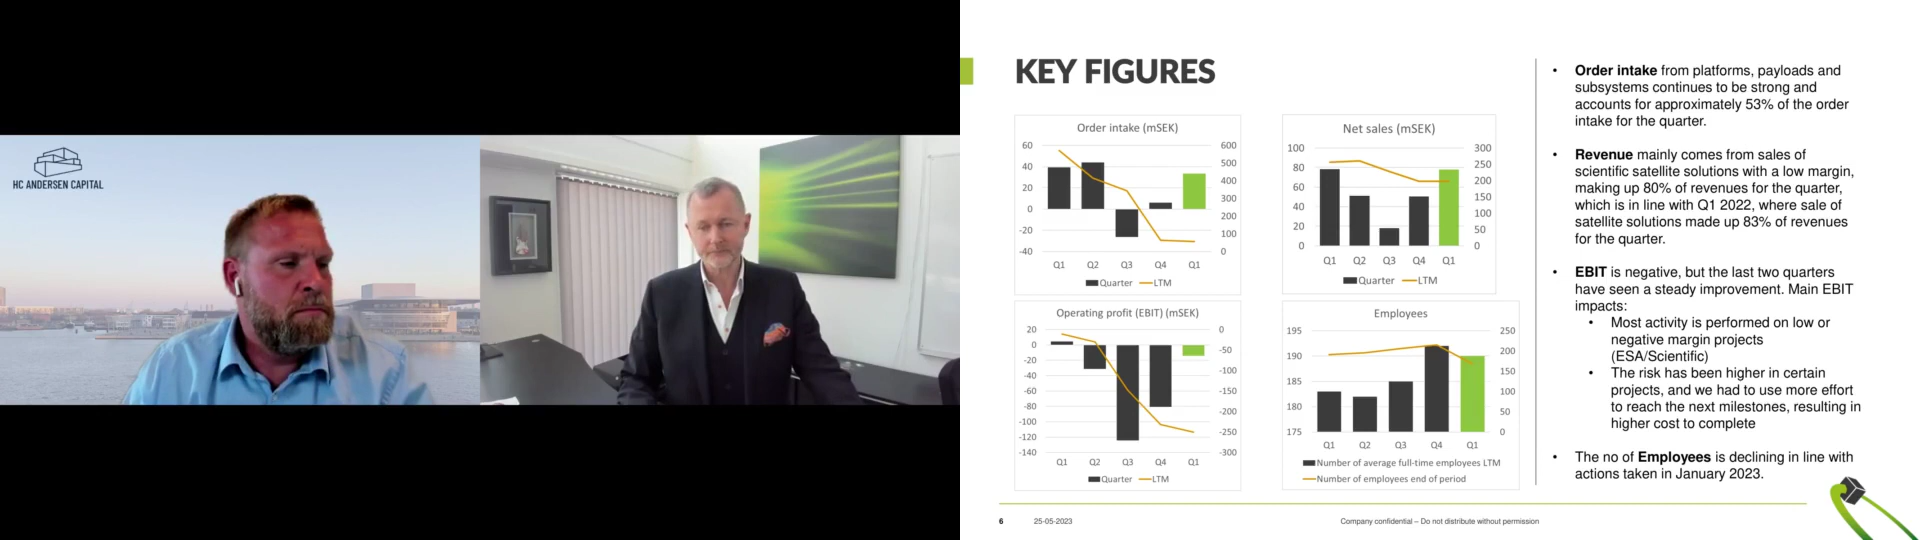 HC ANDERSEN CAPITAL
KEY FIGURES
Order intake (mSEK)
60
40
20
0
-20
-40
600
500
400
300
200
100
0
Q1 Q2 Q3 Q4 Q1
Quarter LTM
Net sales (mSEK)
100
80
60
40
20
0
300
250
200
150
100
50
0
Q1 Q2 Q3 Q4 Q1
Quarter LTM
Operating profit (EBIT) (mSEK)
20
0
-20
-40
-60
-80
-100
-120
-140
0
-50
-100
-150
-200
-250
-300
Q1 Q2 Q3 Q4 Q1
Quarter LTM
Employees
195
190
185
180
175
250
200
150
100
50
0
Q1 Q2 Q3 Q4 Q1
Number of average full-time employees LTM
Number of employees end of period
• Order intake from platforms, payloads and
subsystems continues to be strong and
accounts for approximately 53% of the order
intake for the quarter.
• Revenue mainly comes from sales of
scientific satellite solutions with a low margin,
making up 80% of revenues for the quarter,
which is in line with Q1 2022, where sale of
satellite solutions made up 83% of revenues
for the quarter.
• EBIT is negative, but the last two quarters
have seen a steady improvement. Main EBIT
impacts:
• Most activity is performed on low or
negative margin projects
(ESA/Scientific)
• The risk has been higher in certain
projects, and we had to use more effort
to reach the next milestones, resulting in
higher cost to complete
• The no of Employees is declining in line with
actions taken in January 2023.
6
25-05-2023
Company confidential – Do not distribute without permission